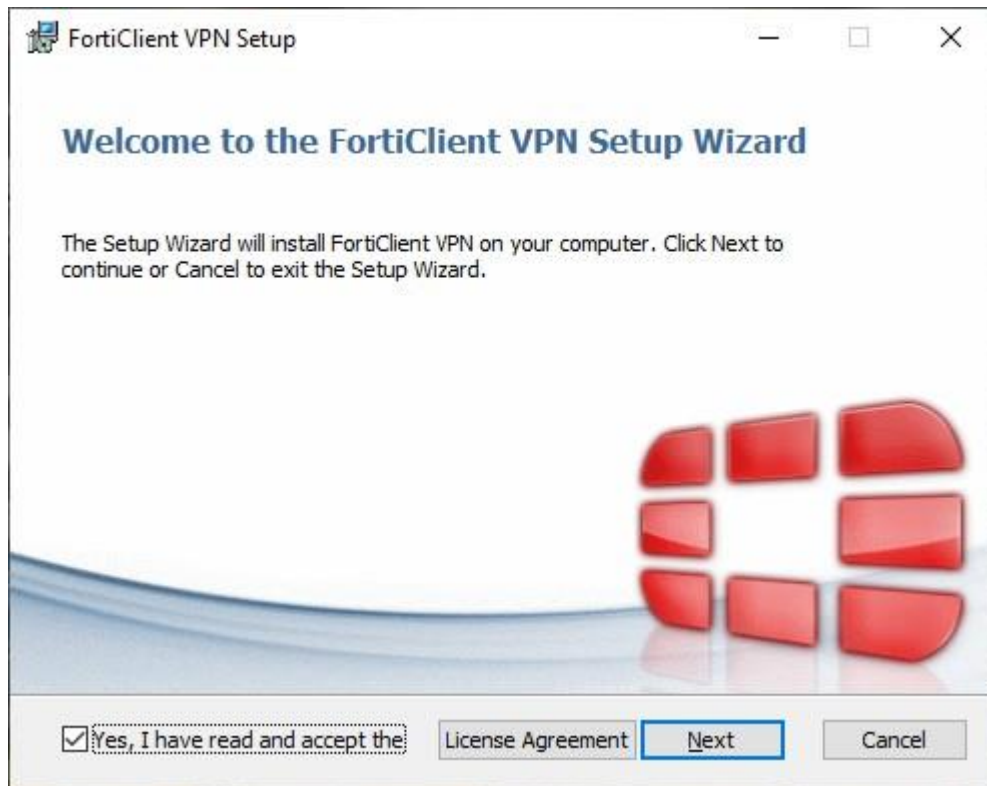 FortiClient VPN Setup
Welcome to the FortiClient VPN Setup Wizard
The Setup Wizard will install FortiClient VPN on your computer. Click Next to
continue or Cancel to exit the Setup Wizard.
Yes, I have read and accept the License Agreement Next Cancel